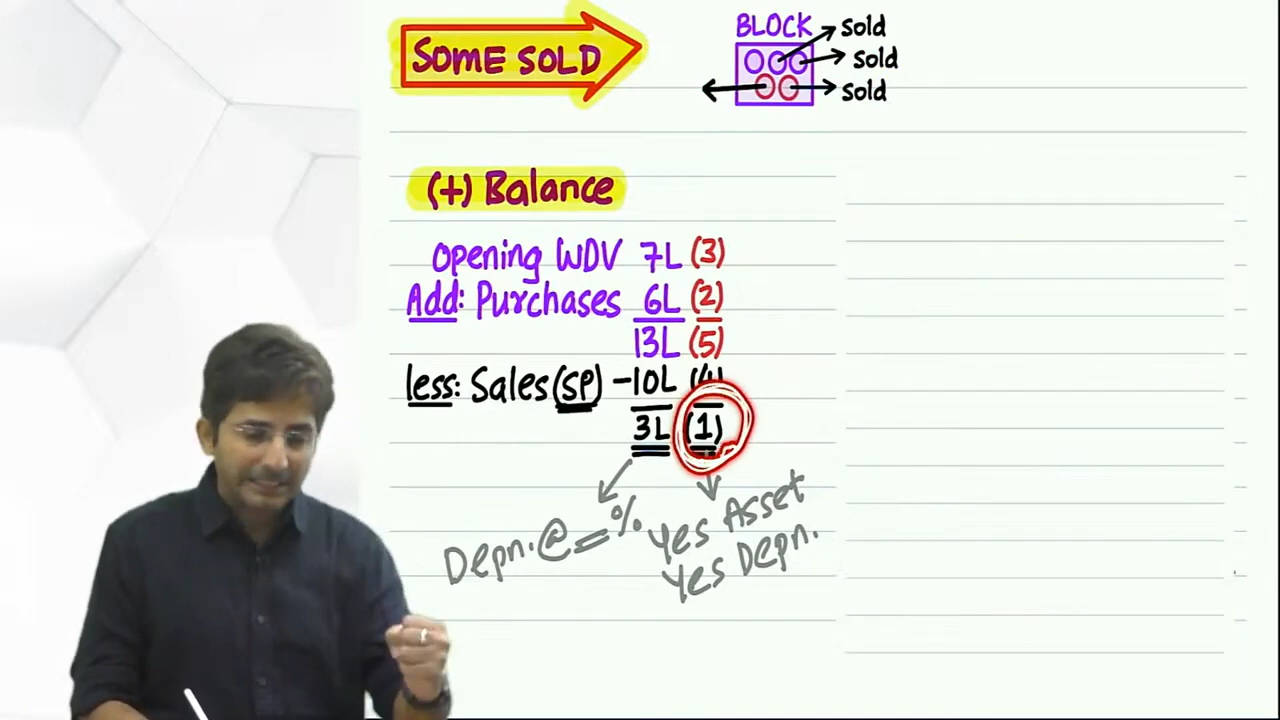 SOME SOLD
BLOCK
sold
sold
sold
(+) Balance
Opening WDV 7L (3)
Add: Purchases 6L (2)
13L (5)
less: Sales (SP) -10L (4)
3L (1)
Depn.@ % Yes Asset
Yes Depn.